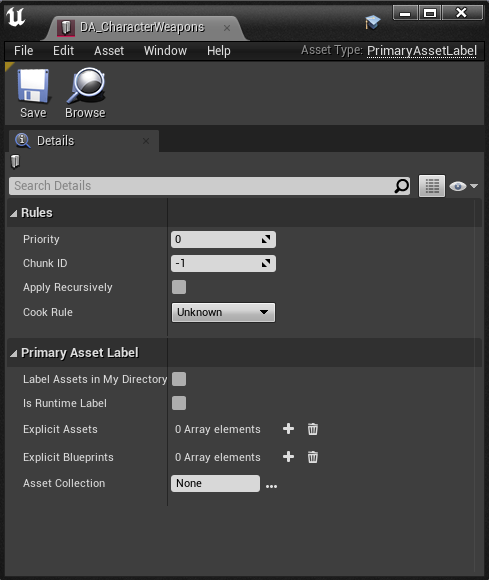 DA_CharacterWeapons
File Edit Asset Window Help Asset Type: PrimaryAssetLabel
Save Browse
Details
Search Details
Rules
Priority 0
Chunk ID -1
Apply Recursively
Cook Rule Unknown
Primary Asset Label
Label Assets in My Directory
Is Runtime Label
Explicit Assets 0 Array elements
Explicit Blueprints 0 Array elements
Asset Collection None